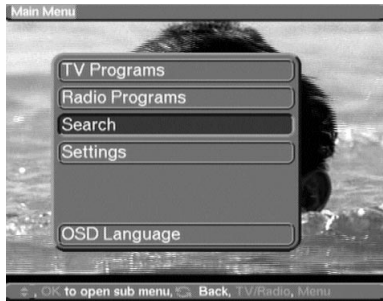 Main Menu
TV Programs
Radio Programs
Search
Settings
OSD Language
, OK to open sub menu, Back, TV/Radio, Menu